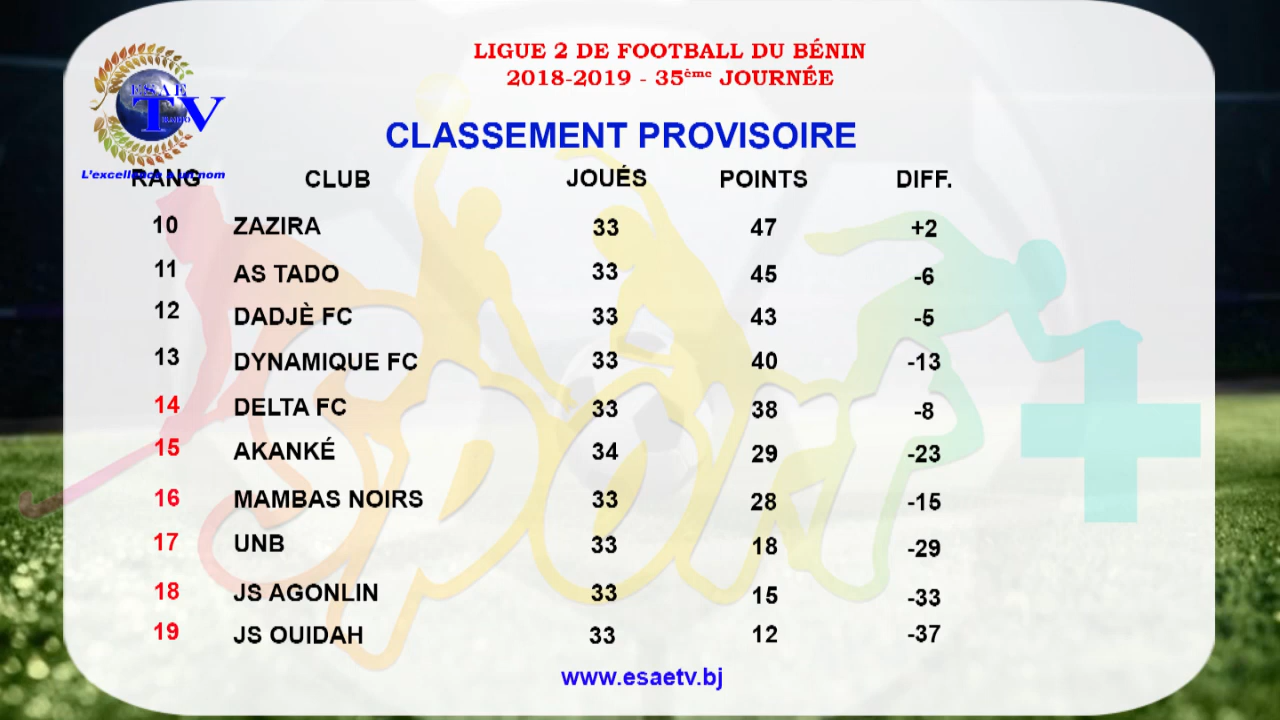 LIGUE 2 DE FOOTBALL DU BÉNIN
2018-2019 - 35ème JOURNÉE
ESAE
TV
L'excellence a un nom
CLASSEMENT PROVISOIRE
RANG CLUB JOUÉS POINTS DIFF.
10 ZAZIRA 33 47 +2
11 AS TADO 33 45 -6
12 DADJÈ FC 33 43 -5
13 DYNAMIQUE FC 33 40 -13
14 DELTA FC 33 38 -8
15 AKANKÉ 34 29 -23
16 MAMBAS NOIRS 33 28 -15
17 UNB 33 18 -29
18 JS AGONLIN 33 15 -33
19 JS OUIDAH 33 12 -37
Sport
www.esaetv.bj